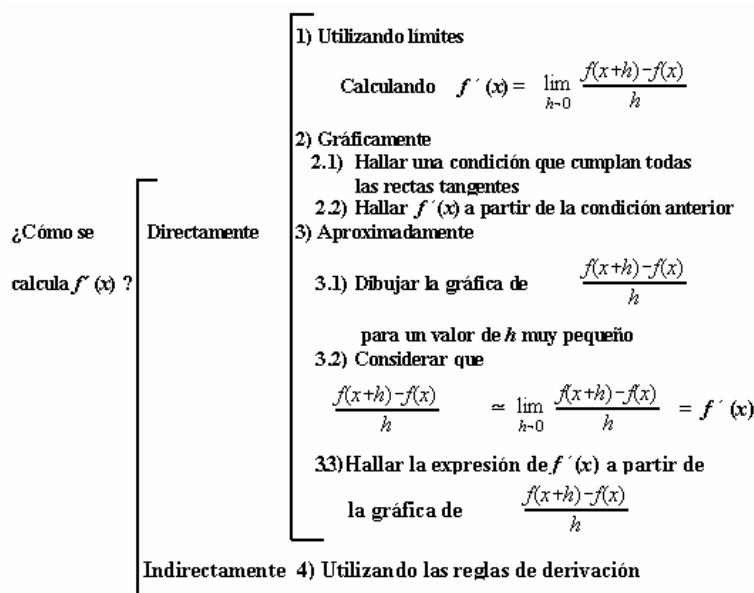 1) Utilizando límites
Calculando f ´ (x) = lim h→0 f(x+h)−f(x) / h
2) Gráficamente
2.1) Hallar una condición que cumplan todas
las rectas tangentes
2.2) Hallar f ´(x) a partir de la condición anterior
¿Cómo se
calcula f´ (x) ?
Directamente
3) Aproximadamente
3.1) Dibujar la gráfica de f(x+h)−f(x) / h
para un valor de h muy pequeño
3.2) Considerar que
f(x+h)−f(x) / h ≃ lim h→0 f(x+h)−f(x) / h = f ´ (x)
3.3)Hallar la expresión de f ´(x) a partir de
la gráfica de f(x+h)−f(x) / h
Indirectamente 4) Utilizando las reglas de derivación